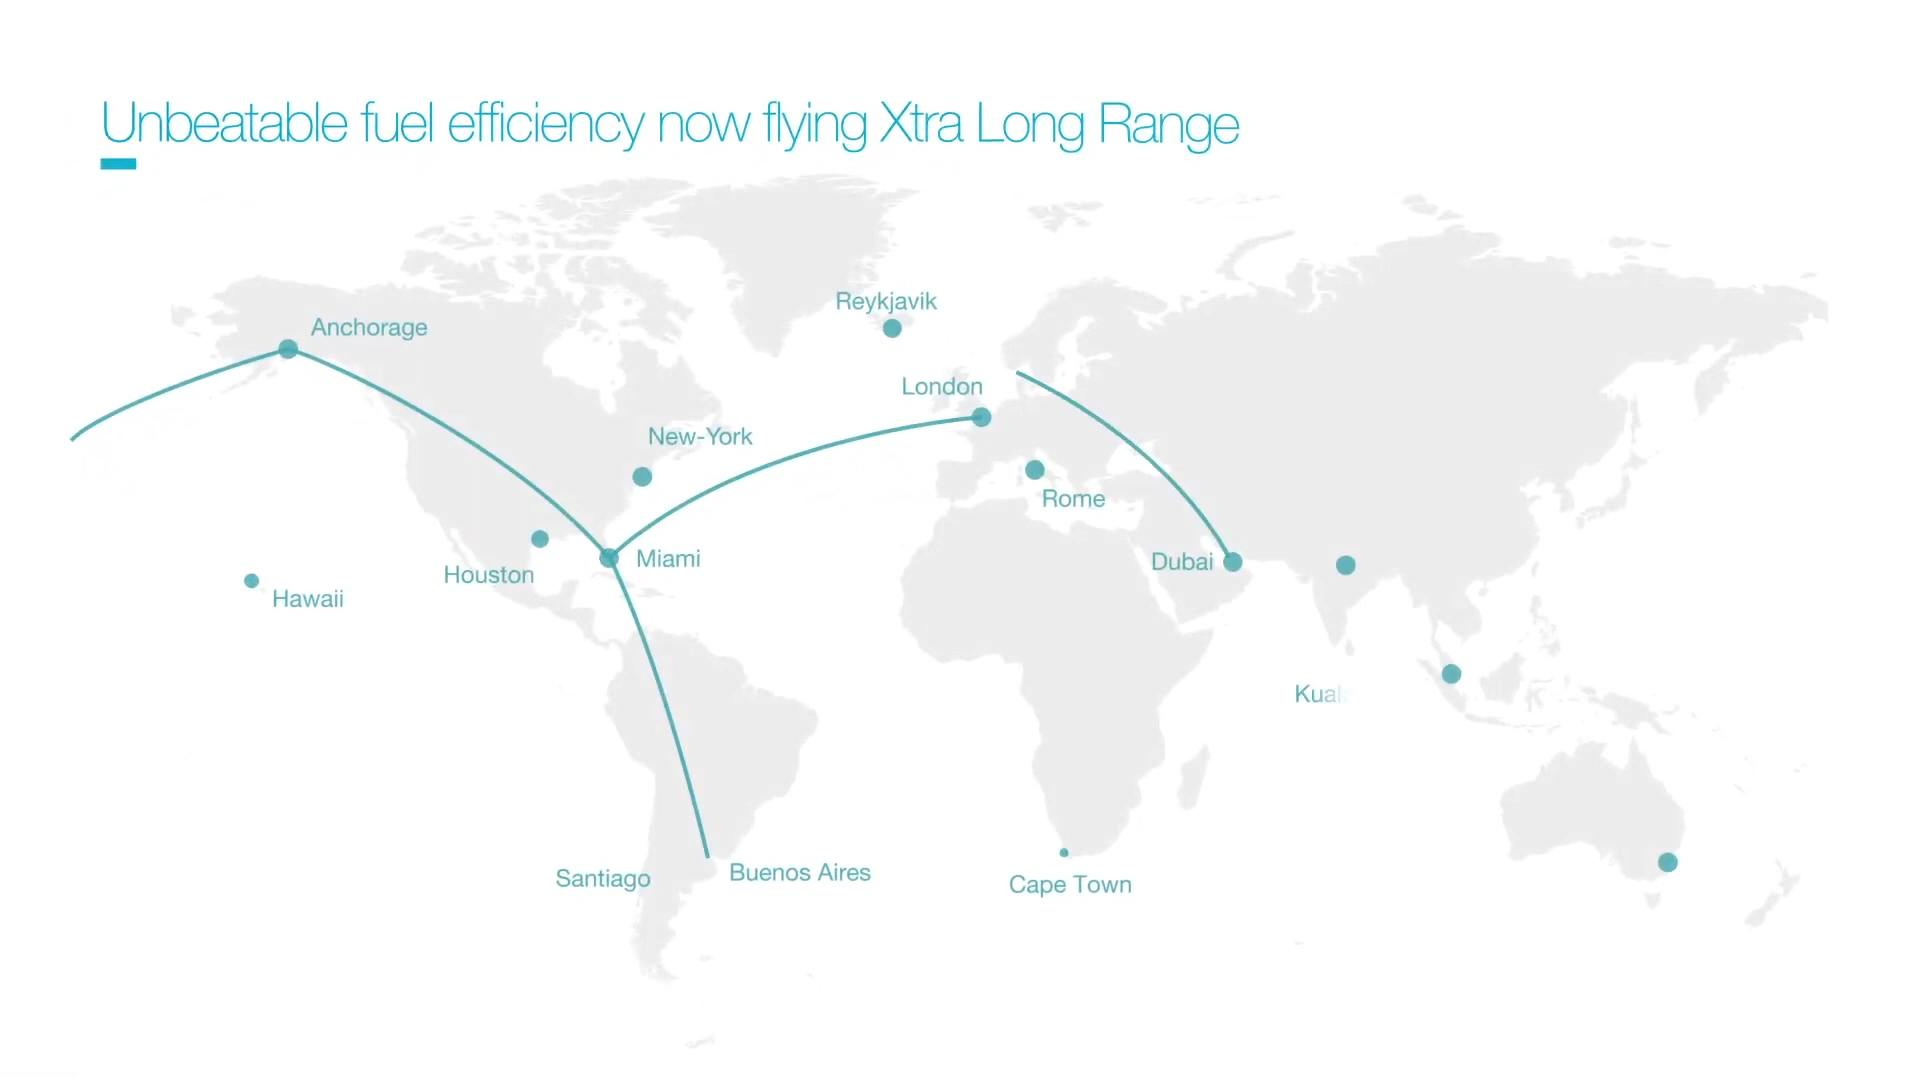 Unbeatable fuel efficiency now flying Xtra Long Range
Reykjavik
Anchorage
London
New-York
Rome
Miami
Dubai
Houston
Hawaii
Buenos Aires
Santiago
Cape Town